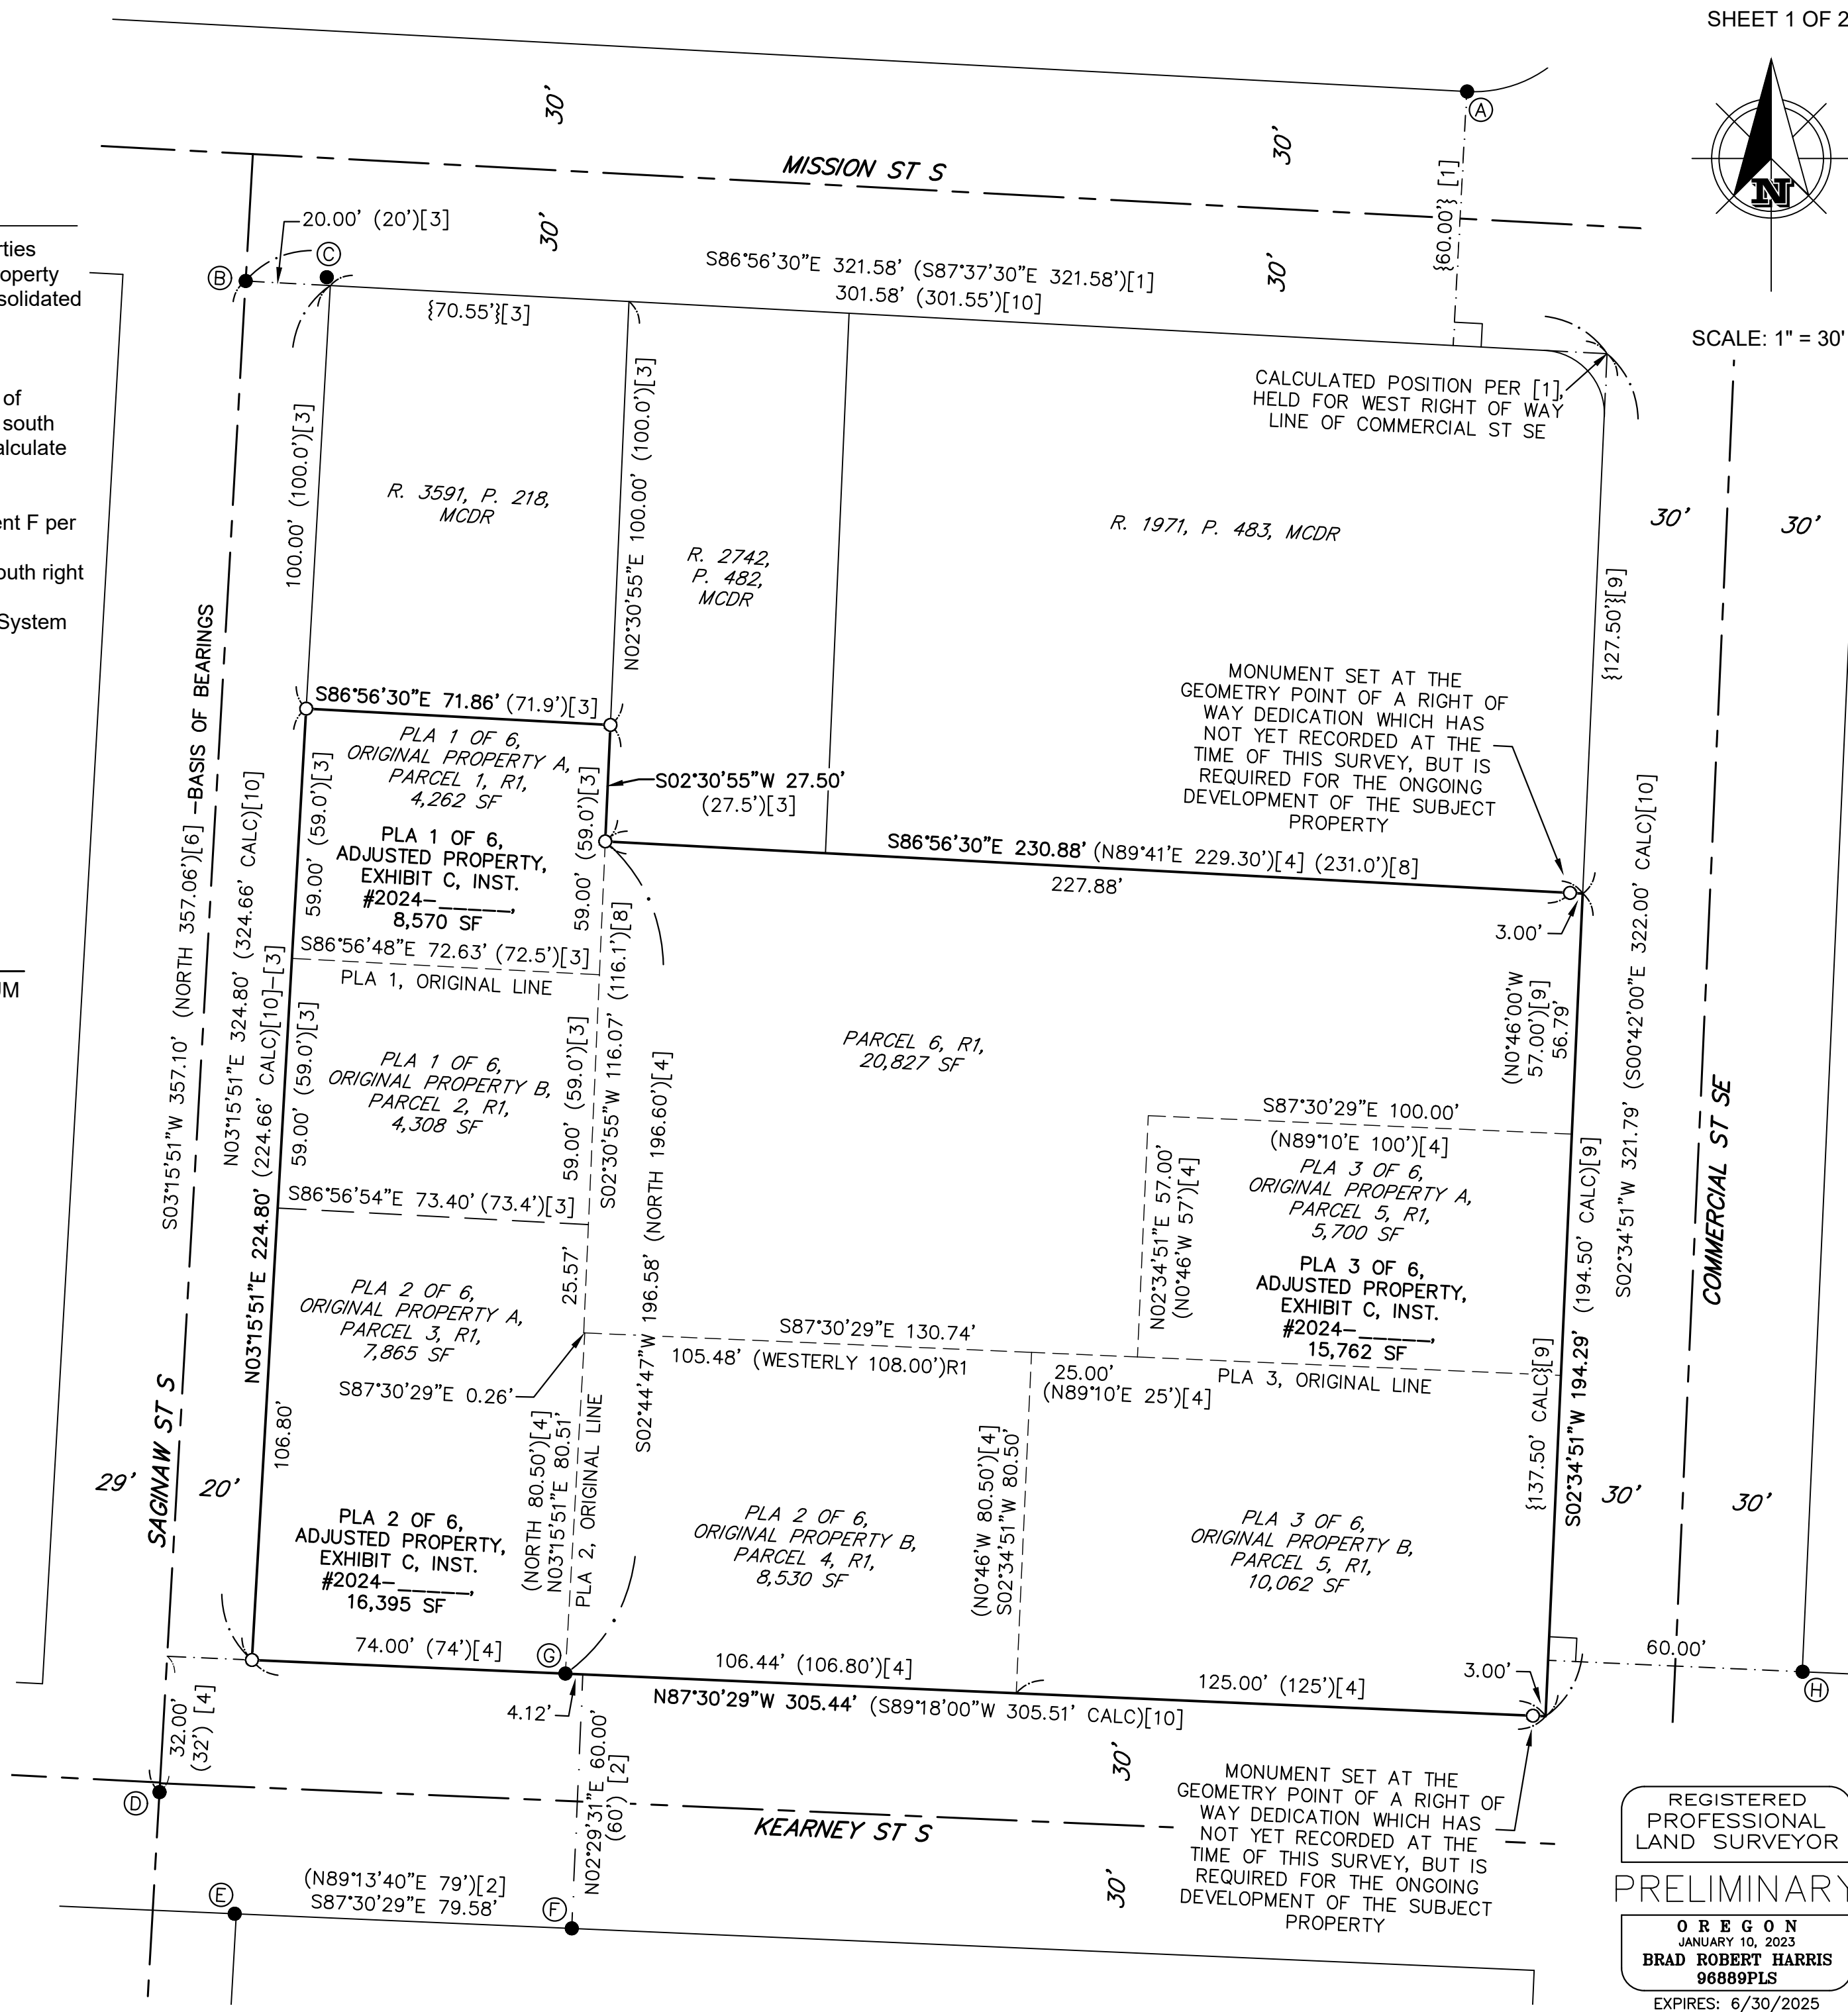 SHEET 1 OF 2
30'
A
MISSION ST S
30'
{60.00'} [1]
N
20.00' (20')[3]
30'
B
C
30'
S86°56'30"E 321.58' (S87°37'30"E 321.58')[1]
301.58' (301.55')[10]
{70.55'}[3]
SCALE: 1" = 30'
CALCULATED POSITION PER [1],
HELD FOR WEST RIGHT OF WAY
LINE OF COMMERCIAL ST SE
rties
operty
solidated
of
south
alculate
nt F per
outh right
System
UM
100.00' (100.0')[3]
R. 3591, P. 218,
MCDR
N02°30'55"E 100.00' (100.0')[3]
R. 2742,
P. 482,
MCDR
R. 1971, P. 483, MCDR
30'
30'
{127.50'}[9]
MONUMENT SET AT THE
GEOMETRY POINT OF A RIGHT OF
WAY DEDICATION WHICH HAS
NOT YET RECORDED AT THE
TIME OF THIS SURVEY, BUT IS
REQUIRED FOR THE ONGOING
DEVELOPMENT OF THE SUBJECT
PROPERTY
S86°56'30"E 71.86' (71.9')[3]
PLA 1 OF 6,
ORIGINAL PROPERTY A,
PARCEL 1, R1,
4,262 SF
S02°30'55"W 27.50'
(27.5')[3]
PLA 1 OF 6,
ADJUSTED PROPERTY,
EXHIBIT C, INST.
#2024-_____,
8,570 SF
59.00' (59.0')[3]
59.00' (59.0')[3]
S86°56'30"E 230.88' (N89°41'E 229.30')[4] (231.0')[8]
227.88'
3.00'
S03°15'51"W 357.10' (NORTH 357.06')[6] -BASIS OF BEARINGS
N03°15'51"E 324.80' (324.66' CALC)[10]
N03°15'51"E 224.80' (224.66' CALC)[10]-[3]
S86°56'48"E 72.63' (72.5')[3]
PLA 1, ORIGINAL LINE
59.00' (59.0')[3]
PLA 1 OF 6,
ORIGINAL PROPERTY B,
PARCEL 2, R1,
4,308 SF
59.00' (59.0')[3]
S02°30'55"W 116.07' (116.1')[8]
S02°44'47"W 196.58' (NORTH 196.60')[4]
PARCEL 6, R1,
20,827 SF
(N0°46'00'W
57.00')[9]
56.79'
S02°34'51"W 321.79' (S00°42'00"E 322.00' CALC)[10]
COMMERCIAL ST SE
S87°30'29"E 100.00'
(N89°10'E 100')[4]
N02°34'51"E 57.00'
(N0°46'W 57')[4]
PLA 3 OF 6,
ORIGINAL PROPERTY A,
PARCEL 5, R1,
5,700 SF
PLA 3 OF 6,
ADJUSTED PROPERTY,
EXHIBIT C, INST.
#2024-_____,
15,762 SF
S86°56'54"E 73.40' (73.4')[3]
25.57'
PLA 2 OF 6,
ORIGINAL PROPERTY A,
PARCEL 3, R1,
7,865 SF
S87°30'29"E 0.26'
S87°30'29"E 130.74'
105.48' (WESTERLY 108.00')R1
25.00'
(N89°10'E 25')[4]
PLA 3, ORIGINAL LINE
{137.50' CALC}[9]
S02°34'51"W 194.29' (194.50' CALC)[9]
SAGINAW ST S
29'
20'
106.80'
PLA 2 OF 6,
ADJUSTED PROPERTY,
EXHIBIT C, INST.
#2024-_____,
16,395 SF
(NORTH 80.50')[4]
N03°15'51"E 80.51'
PLA 2, ORIGINAL LINE
PLA 2 OF 6,
ORIGINAL PROPERTY B,
PARCEL 4, R1,
8,530 SF
(N0°46'W 80.50')[4]
S02°34'51"W 80.50'
PLA 3 OF 6,
ORIGINAL PROPERTY B,
PARCEL 5, R1,
10,062 SF
30'
30'
74.00' (74')[4]
G
106.44' (106.80')[4]
125.00' (125')[4]
3.00'
60.00'
H
N87°30'29"W 305.44' (S89°18'00"W 305.51' CALC)[10]
4.12'
32.00'
(32') [4]
N02°29'31"E 60.00'
(60') [2]
D
30'
KEARNEY ST S
30'
MONUMENT SET AT THE
GEOMETRY POINT OF A RIGHT OF
WAY DEDICATION WHICH HAS
NOT YET RECORDED AT THE
TIME OF THIS SURVEY, BUT IS
REQUIRED FOR THE ONGOING
DEVELOPMENT OF THE SUBJECT
PROPERTY
(N89°13'40"E 79')[2]
S87°30'29"E 79.58'
E
F
REGISTERED
PROFESSIONAL
LAND SURVEYOR
PRELIMINARY
OREGON
JANUARY 10, 2023
BRAD ROBERT HARRIS
96889PLS
EXPIRES: 6/30/2025